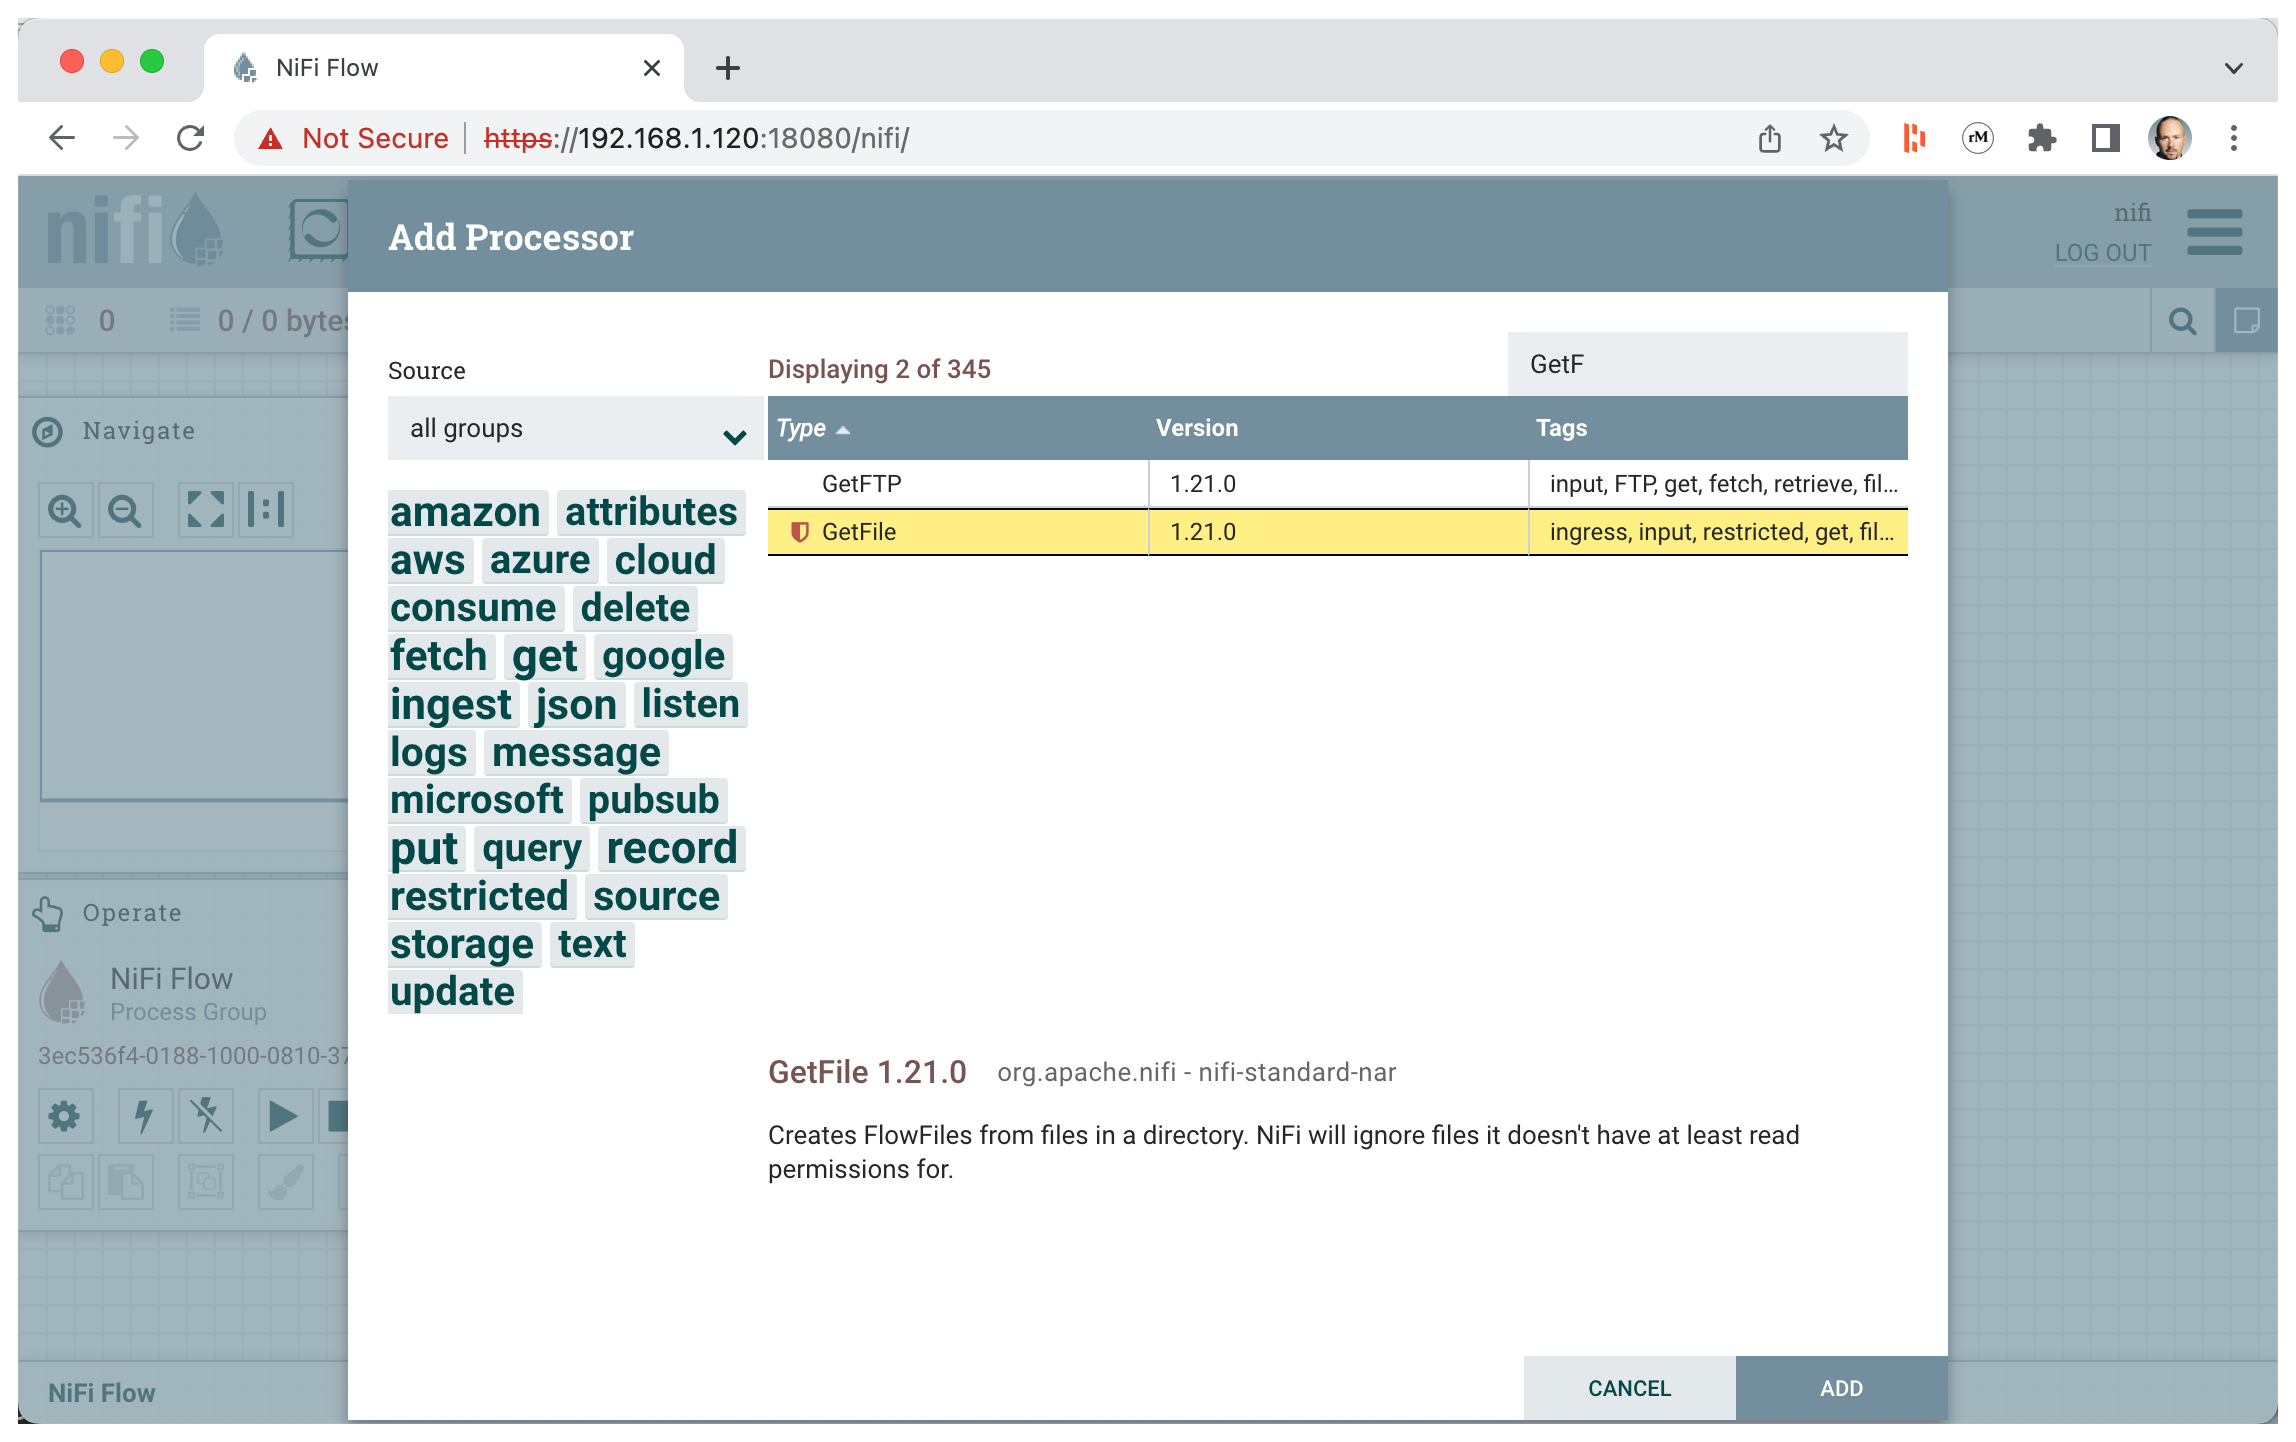 NiFi Flow
Not Secure https://192.168.1.120:18080/nifi/
rM
nifi
Add Processor
nifi
LOG OUT
0
0 / 0 bytes
Source
Displaying 2 of 345
GetF
all groups
Type
Version
Tags
GetFTP
1.21.0
input, FTP, get, fetch, retrieve, fil...
GetFile
1.21.0
ingress, input, restricted, get, fil...
amazon attributes
aws azure cloud
consume delete
fetch get google
ingest json listen
logs message
microsoft pubsub
put query record
restricted source
storage text
update
Navigate
Operate
NiFi Flow
Process Group
3ec536f4-0188-1000-0810-37
GetFile 1.21.0 org.apache.nifi - nifi-standard-nar
Creates FlowFiles from files in a directory. NiFi will ignore files it doesn't have at least read
permissions for.
CANCEL
ADD
NiFi Flow